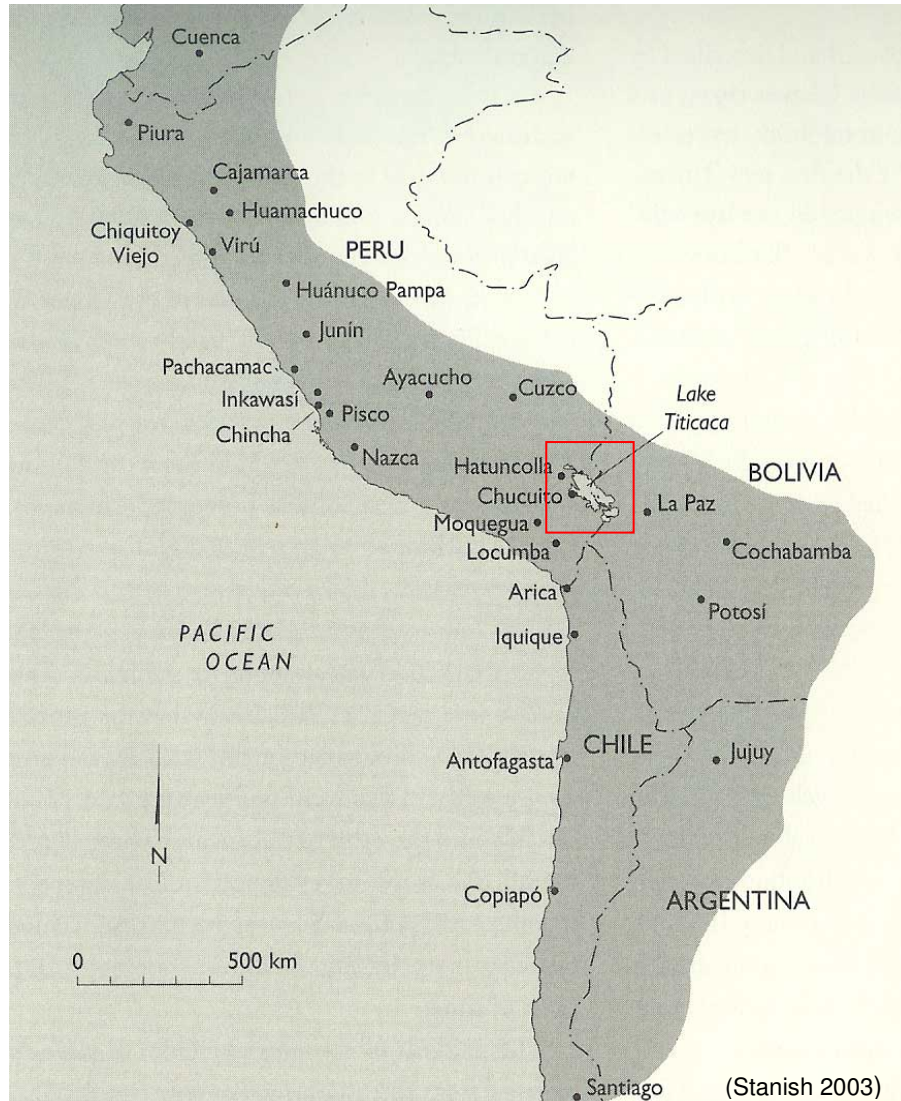 Cuenca
Piura
Cajamarca
Huamachuco
Chiquitoy
Viejo
Virú
PERU
Huánuco Pampa
Junín
Pachacamac
Ayacucho
Cuzco
Lake
Titicaca
Inkawasí
Pisco
Chincha
Nazca
Hatuncolla
BOLIVIA
Chucuito
La Paz
Moquegua
Locumba
Cochabamba
Arica
Potosí
PACIFIC
OCEAN
Iquique
CHILE
Antofagasta
Jujuy
N
Copiapó
ARGENTINA
0 500 km
Santiago
(Stanish 2003)